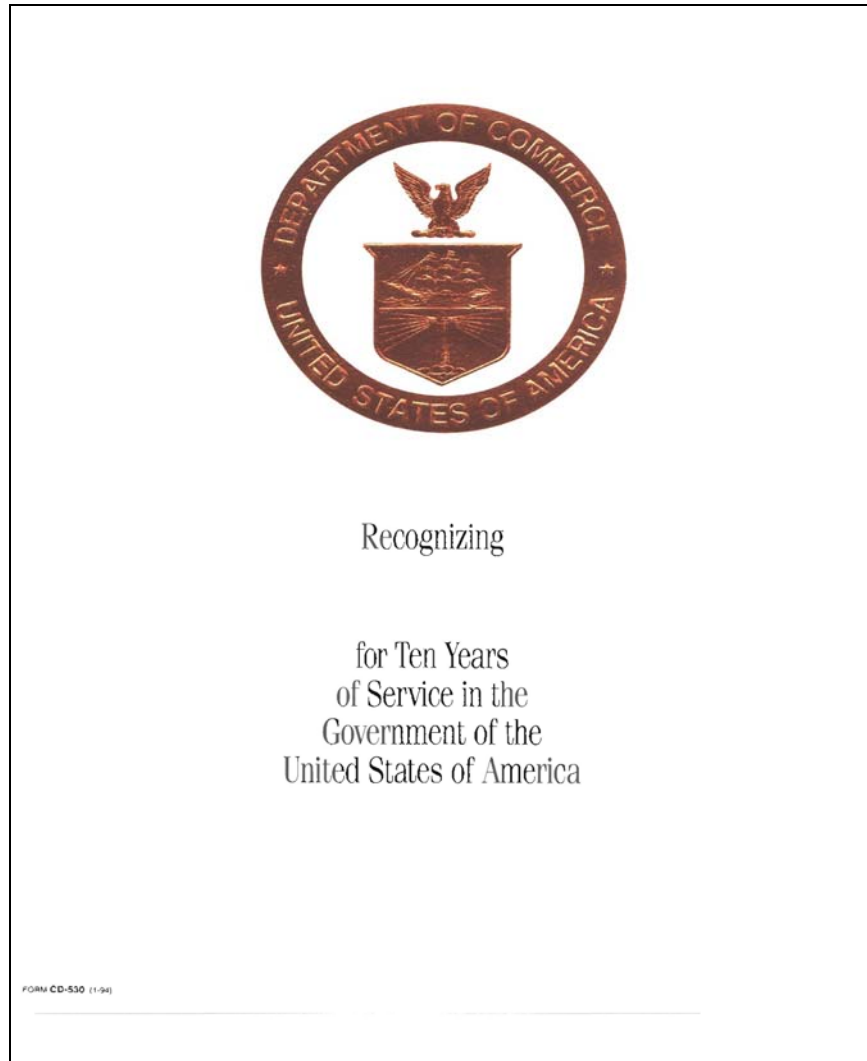 DEPARTMENT OF COMMERCE
UNITED STATES OF AMERICA
Recognizing
for Ten Years
of Service in the
Government of the
United States of America
FORM CD-530 (1-94)